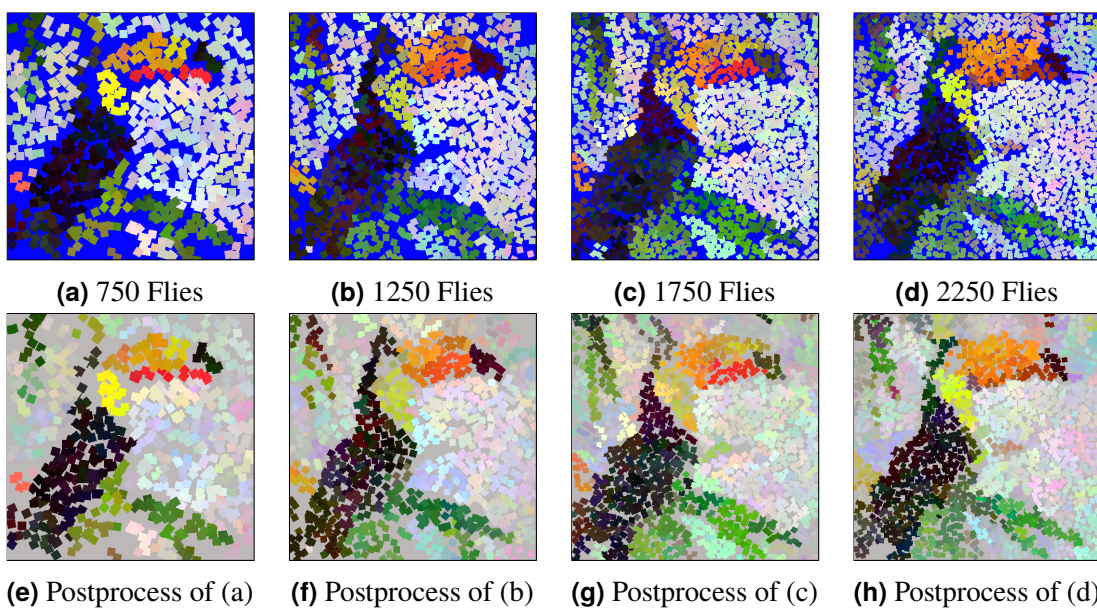 (a) 750 Flies
(b) 1250 Flies
(c) 1750 Flies
(d) 2250 Flies
(e) Postprocess of (a)
(f) Postprocess of (b)
(g) Postprocess of (c)
(h) Postprocess of (d)